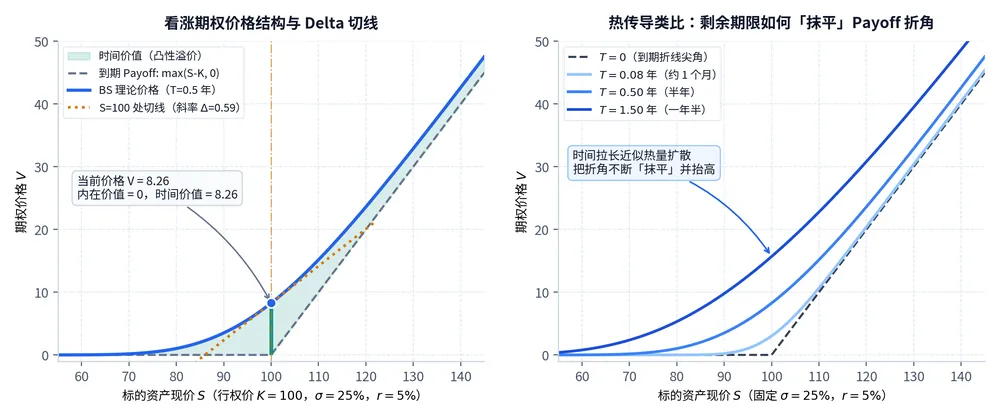 看涨期权价格结构与 Delta 切线
时间价值（凸性溢价）
到期 Payoff: max(S-K, 0)
BS 理论价格（T=0.5 年）
S=100 处切线（斜率 Δ=0.59）
当前价格 V = 8.26
内在价值 = 0，时间价值 = 8.26
期权价格 V
50
40
30
20
10
0
60 70 80 90 100 110 120 130 140
标的资产现价 S（行权价 K = 100，σ = 25%，r = 5%）
热传导类比：剩余期限如何「抹平」Payoff 折角
T = 0（到期折线尖角）
T = 0.08 年（约 1 个月）
T = 0.50 年（半年）
T = 1.50 年（一年半）
时间拉长近似热量扩散
把折角不断「抹平」并抬高
期权价格 V
50
40
30
20
10
0
60 70 80 90 100 110 120 130 140
标的资产现价 S（固定 σ = 25%，r = 5%）